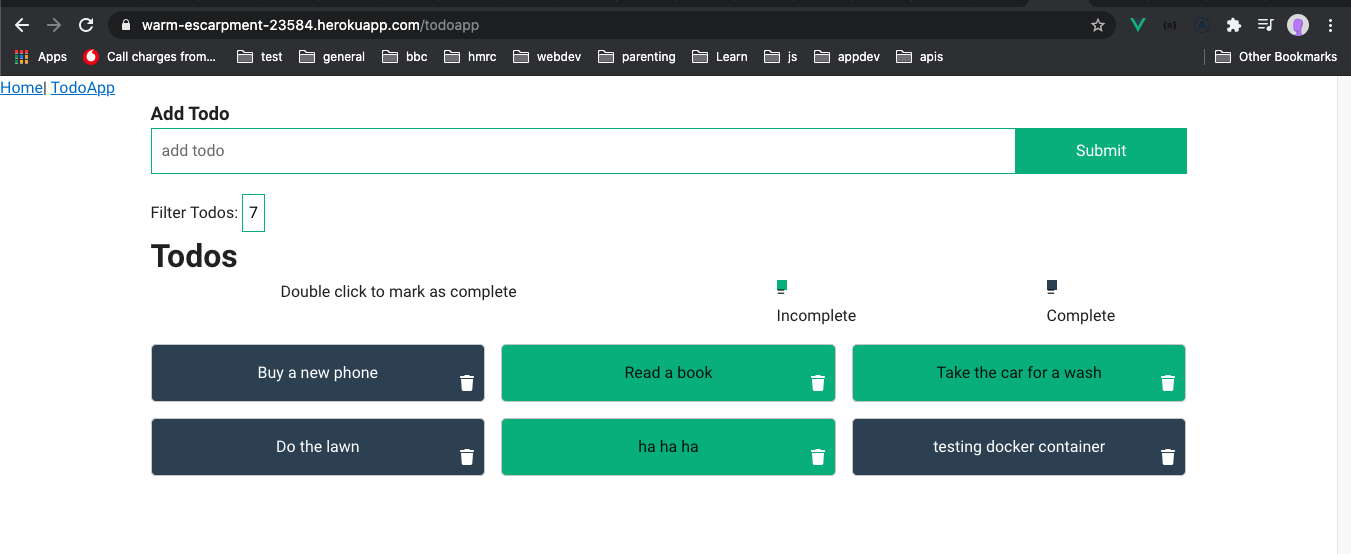 warm-escarpment-23584.herokuapp.com/todoapp
Apps Call charges from... test general bbc hmrc webdev parenting Learn js appdev apis Other Bookmarks
Home| TodoApp
Add Todo
add todo Submit
Filter Todos: 7
Todos
Double click to mark as complete
Incomplete Complete
Buy a new phone Read a book Take the car for a wash
Do the lawn ha ha ha testing docker container